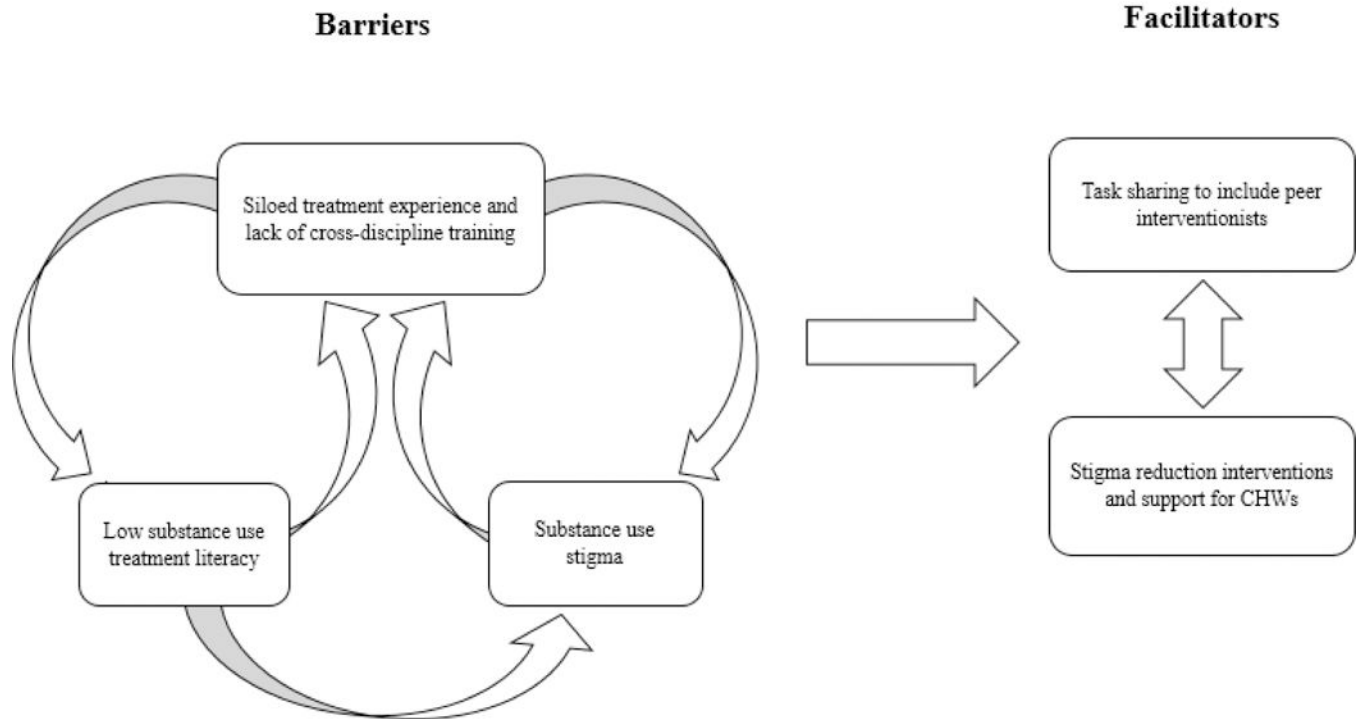 Barriers
Facilitators
Siloed treatment experience and
lack of cross-discipline training
Low substance use
treatment literacy
Substance use
stigma
Task sharing to include peer
interventionists
Stigma reduction interventions
and support for CHWs